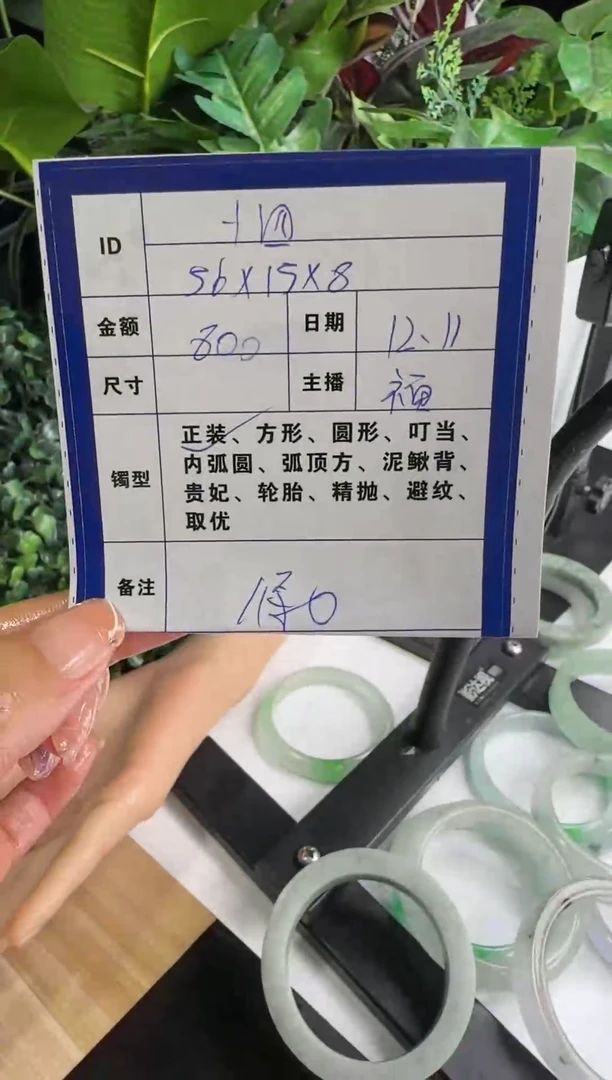 ID 十四
56X15X8
金额 800 日期 12、11
尺寸 主播 福
镯型 正装、方形、圆形、叮当、
内弧圆、弧顶方、泥鳅背、
贵妃、轮胎、精抛、避纹、
取优
备注